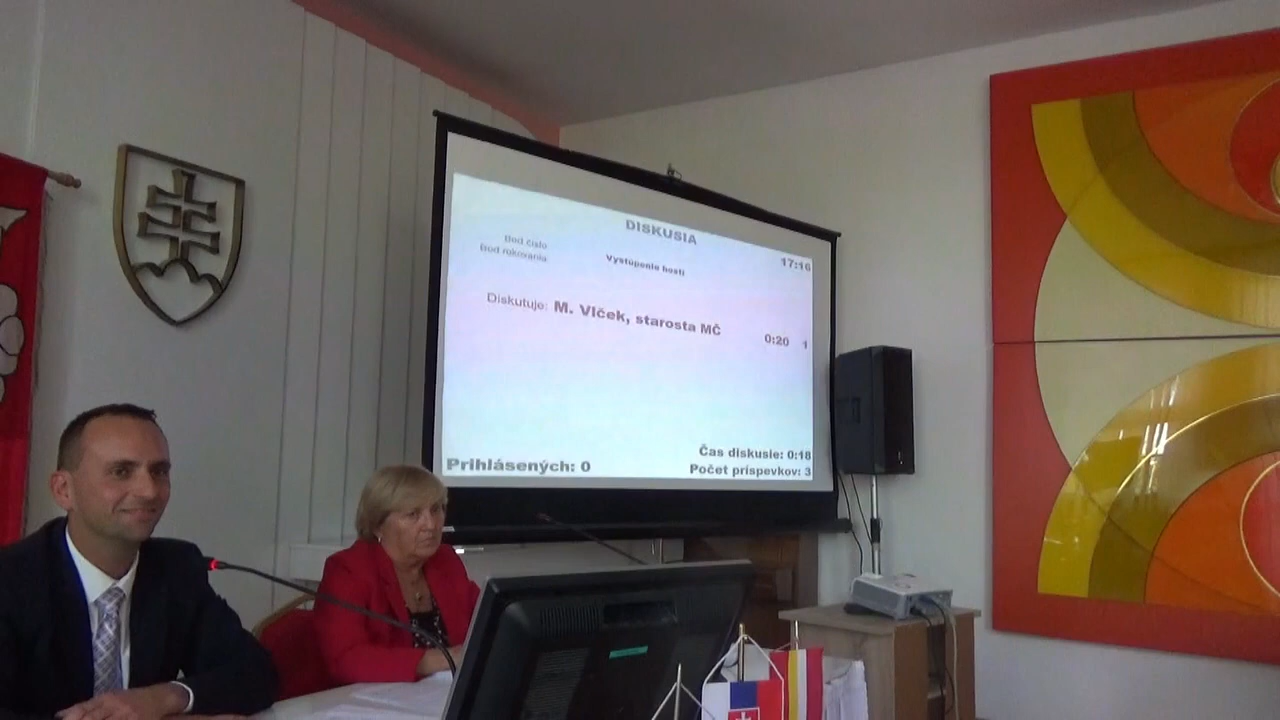 DISKUSIA
17:16
Bod číslo
Bod rokovania
Vystúpenie hostí
Diskutuje: M. Vlček, starosta MČ
0:20 1
Čas diskusie: 0:18
Prihlásených: 0
Počet príspevkov: 3